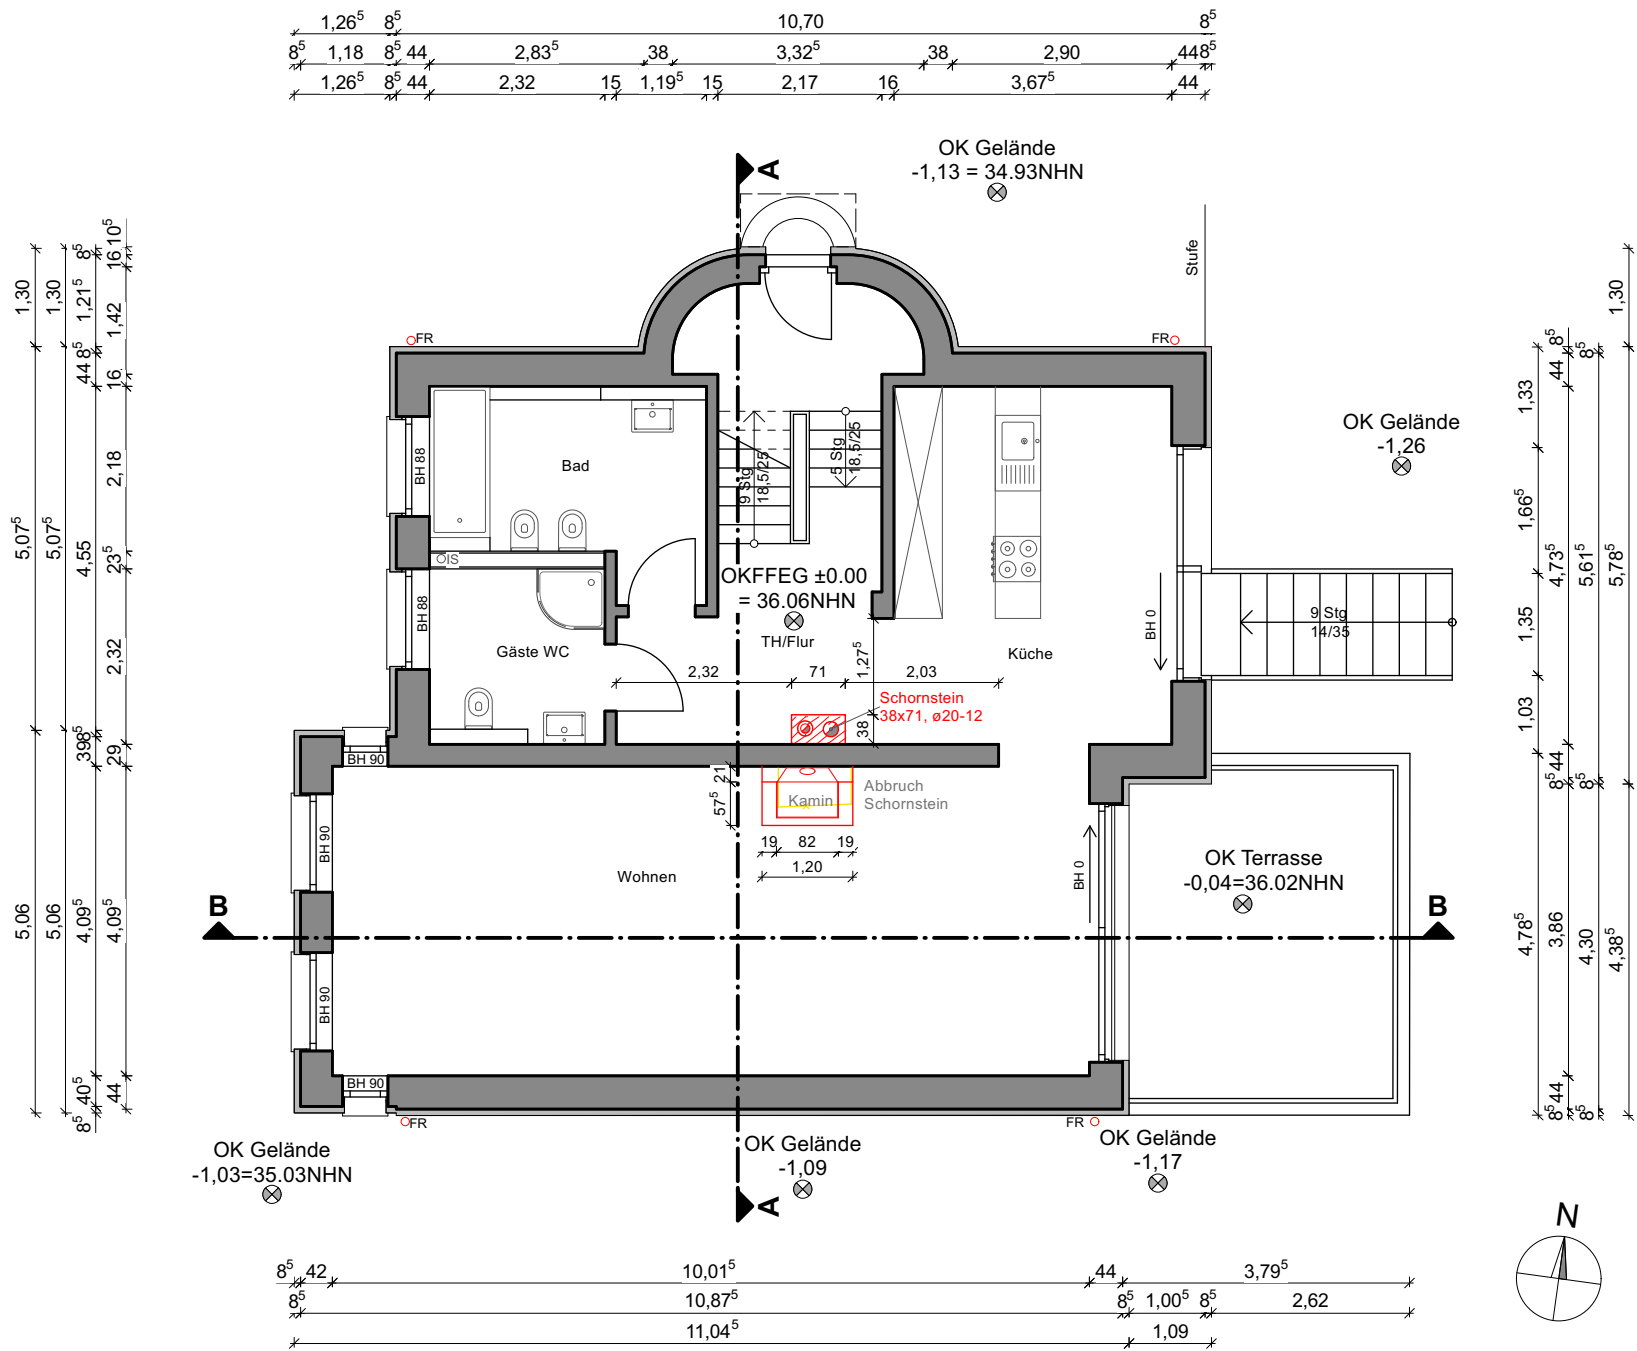 1,26⁵ 8⁵ 10,70 8⁵
8⁵ 1,18 8⁵ 44 2,83⁵ 38 3,32⁵ 38 2,90 44 8⁵
1,26⁵ 8⁵ 44 2,32 15 1,19⁵ 15 2,17 16 3,67⁵ 44
OK Gelände
-1,13 = 34.93NHN
A
Stufe
FR
FR
1,30
5,07⁵
5,06
1,30
5,07⁵
5,06
8⁵
1,21⁵
8⁵
44
4,55
39
8⁵
4,09⁵
40⁵
8⁵
10⁵
16
1,42
16
2,18
23⁵
2,32
29
4,09⁵
44
OK Gelände
-1,26
BH 88
Bad
9 Stg
18,5/25
5 Stg
18,5/25
IS
OKFFEG ±0.00
= 36.06NHN
TH/Flur
BH 88
Gäste WC
Küche
BH 0
9 Stg
14/35
2,32 71 2,03
1,27⁵
38
Schornstein
38x71, ø20-12
BH 90
21
57⁵
Kamin
Abbruch
Schornstein
19 82 19
1,20
BH 90
Wohnen
BH 0
OK Terrasse
-0,04=36.02NHN
B
B
BH 90
BH 90
1,33
1,66⁵
1,35
1,03
4,78⁵
8⁵
44
4,73⁵
44
8⁵
3,86
44
8⁵
8⁵
5,61⁵
8⁵
4,30
8⁵
1,30
5,78⁵
4,38⁵
FR
FR
OK Gelände
-1,03=35.03NHN
OK Gelände
-1,09
OK Gelände
-1,17
A
N
8⁵ 42 10,01⁵ 44 3,79⁵
8⁵ 10,87⁵ 8⁵ 1,00⁵ 8⁵ 2,62
11,04⁵ 1,09